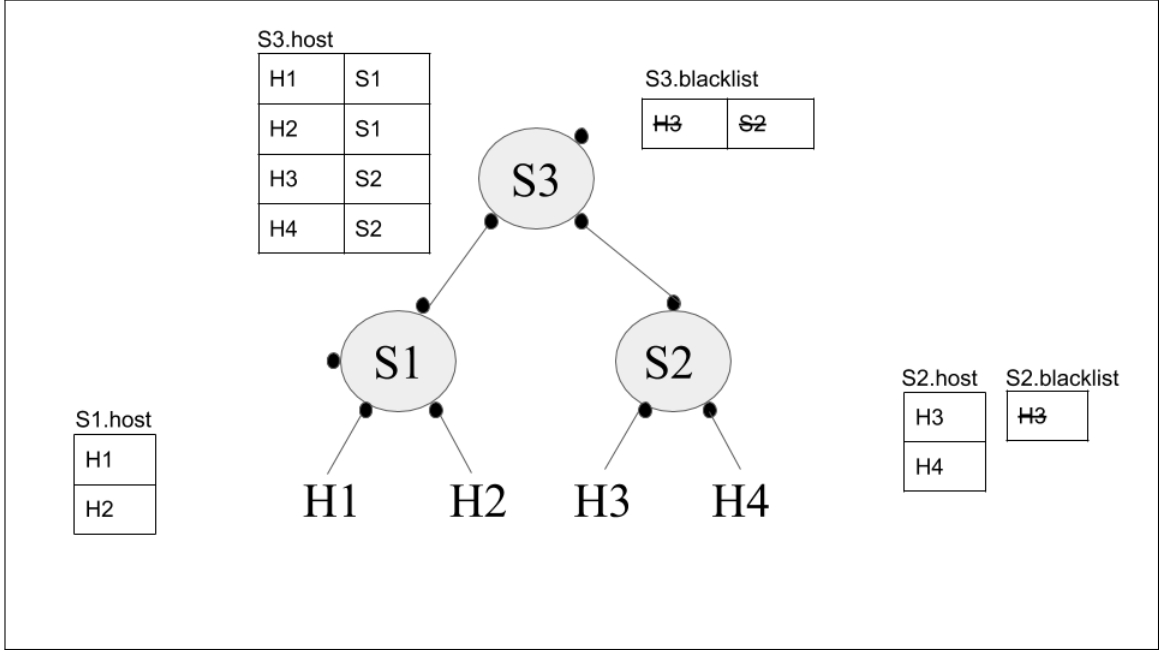 S3.host
H1 S1
H2 S1
H3 S2
H4 S2
S3.blacklist
H3 S2
S3
S1
S2
S1.host
H1
H2
H1 H2 H3 H4
S2.host
H3
H4
S2.blacklist
H3